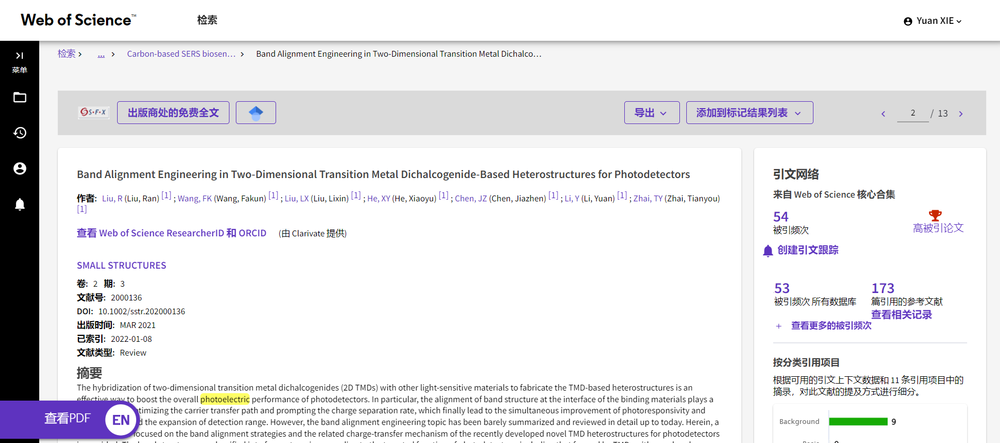 Web of Science™
检索
Yuan XIE
菜单
检索 > ... > Carbon-based SERS biosen… > Band Alignment Engineering in Two-Dimensional Transition Metal Dichalco…
S·F·X
出版商处的免费全文
导出
添加到标记结果列表
2 / 13
Band Alignment Engineering in Two-Dimensional Transition Metal Dichalcogenide-Based Heterostructures for Photodetectors
作者: Liu, R (Liu, Ran) [1] ; Wang, FK (Wang, Fakun) [1] ; Liu, LX (Liu, Lixin) [1] ; He, XY (He, Xiaoyu) [1] ; Chen, JZ (Chen, Jiazhen) [1] ; Li, Y (Li, Yuan) [1] ; Zhai, TY (Zhai, Tianyou)
[1]
查看 Web of Science ResearcherID 和 ORCID (由 Clarivate 提供)
SMALL STRUCTURES
卷: 2 期: 3
文献号: 2000136
DOI: 10.1002/sstr.202000136
出版时间: MAR 2021
已索引: 2022-01-08
文献类型: Review
摘要
The hybridization of two-dimensional transition metal dichalcogenides (2D TMDs) with other light-sensitive materials to fabricate the TMD-based heterostructures is an
effective way to boost the overall photoelectric performance of photodetectors. In particular, the alignment of band structure at the interface of the binding materials plays a
timizing the carrier transfer path and prompting the charge separation rate, which finally lead to the simultaneous improvement of photoresponsivity and
d the expansion of detection range. However, the band alignment engineering topic has been barely summarized and reviewed in detail up to today. Herein, a
focused on the band alignment strategies and the related charge-transfer mechanism of the recently developed novel TMD heterostructures for photodetectors
查看PDF
EN
引文网络
来自 Web of Science 核心合集
54
被引频次
高被引论文
创建引文跟踪
53
被引频次 所有数据库
173
篇引用的参考文献
查看相关记录
+ 查看更多的被引频次
按分类引用项目
根据可用的引文上下文数据和 11 条引用项目中的
摘录，对此文献的提及方式进行细分。
Background 9